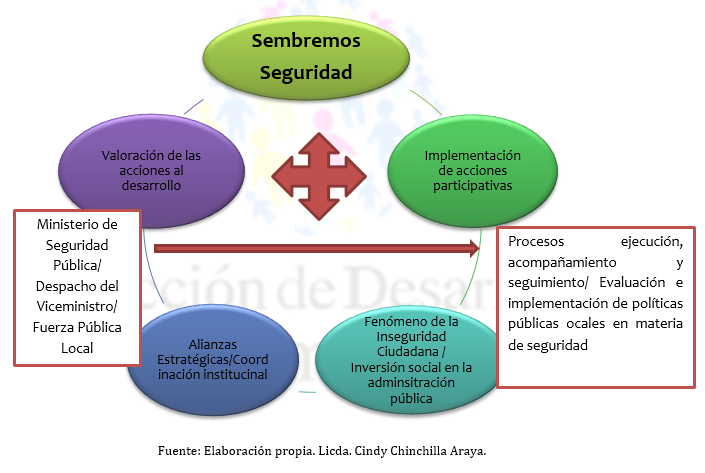 Sembremos
Seguridad
Valoración de las
acciones al
desarrollo
Implementación
de acciones
participativas
Ministerio de
Seguridad
Pública/
Despacho del
Viceministro/
Fuerza Pública
Local
Procesos ejecución,
acompañamiento y
seguimiento/ Evaluación e
implementación de políticas
públicas ocales en materia
de seguridad
Alianzas
Estratégicas/Coord
inación institucinal
Fenómeno de la
Inseguridad
Ciudadana /
Inversión social en la
adminsitración
pública
cción de Desar
Fuente: Elaboración propia. Licda. Cindy Chinchilla Araya.